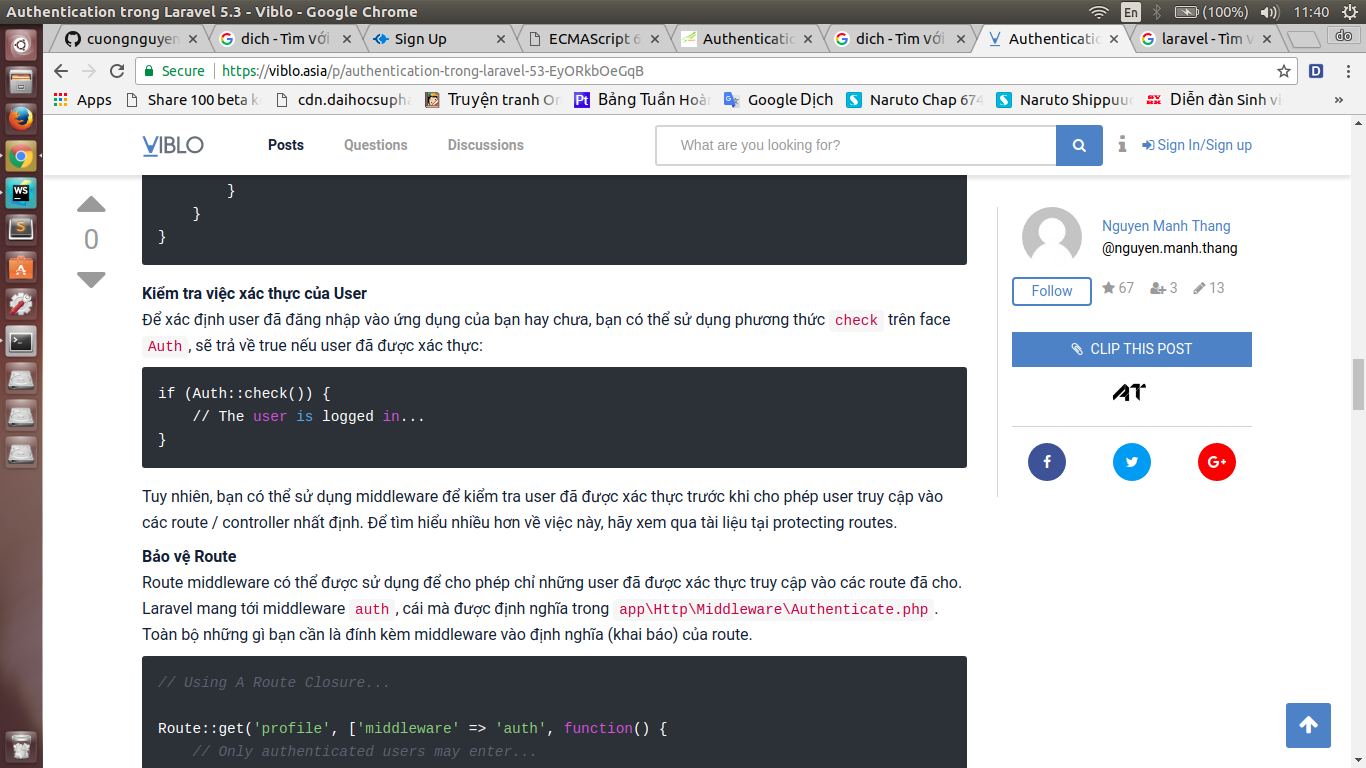 Authentication trong Laravel 5.3 - Viblo - Google Chrome
En (100%) 11:40
cuongnguyen
dich - Tìm với
Sign Up
ECMAScript 6
Authenticatio
dich - Tìm với
Authenticatio
laravel - Tìm v
do
Secure https://viblo.asia/p/authentication-trong-laravel-53-EyORkbOeGqB
Apps
Share 100 beta k
cdn.daihocsupha
Truyện tranh On
Bảng Tuần Hoàn
Google Dịch
Naruto Chap 674
Naruto Shippuud
Diễn đàn Sinh vi
»
VIBLO
Posts
Questions
Discussions
What are you looking for?
Sign In/Sign up
0
}
}
}
Kiểm tra việc xác thực của User
Để xác định user đã đăng nhập vào ứng dụng của bạn hay chưa, bạn có thể sử dụng phương thức check trên face
Auth , sẽ trả về true nếu user đã được xác thực:
if (Auth::check()) {
// The user is logged in...
}
Tuy nhiên, bạn có thể sử dụng middleware để kiểm tra user đã được xác thực trước khi cho phép user truy cập vào
các route / controller nhất định. Để tìm hiểu nhiều hơn về việc này, hãy xem qua tài liệu tại protecting routes.
Bảo vệ Route
Route middleware có thể được sử dụng để cho phép chỉ những user đã được xác thực truy cập vào các route đã cho.
Laravel mang tới middleware auth , cái mà được định nghĩa trong app\Http\Middleware\Authenticate.php .
Toàn bộ những gì bạn cần là đính kèm middleware vào định nghĩa (khai báo) của route.
// Using A Route Closure...
Route::get('profile', ['middleware' => 'auth', function() {
// Only authenticated users may enter...
Nguyen Manh Thang
@nguyen.manh.thang
Follow
67 3 13
CLIP THIS POST
AT
f
G+